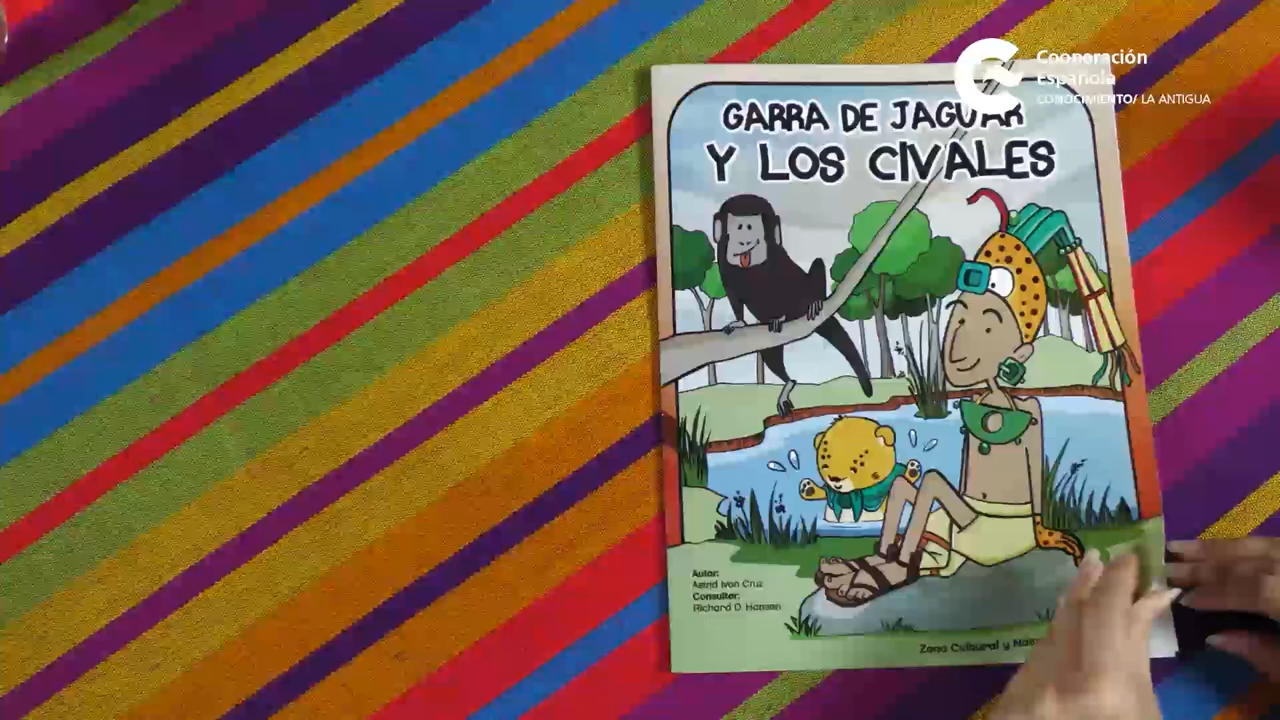 Cooperación
Española
CONOCIMIENTO/ LA ANTIGUA
GARRA DE JAGUAR
Y LOS CIVALES
Autor:
Astrid Ivon Cruz
Consultor:
Richard D. Hansen
Zona Cultural y